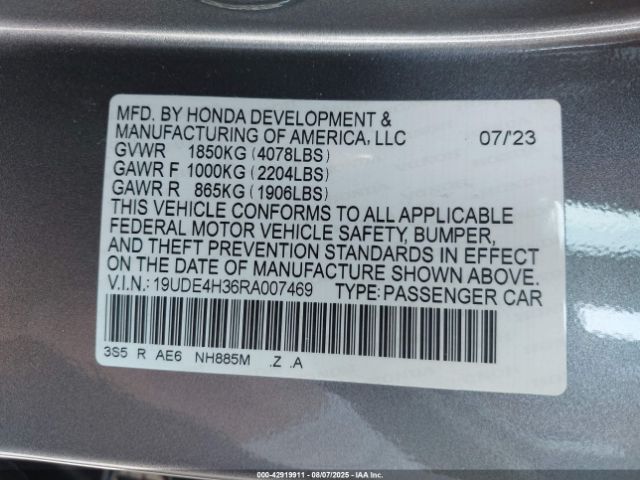 MFD. BY HONDA DEVELOPMENT &
MANUFACTURING OF AMERICA, LLC 07/'23
GVWR 1850KG (4078LBS)
GAWR F 1000KG (2204LBS)
GAWR R 865KG (1906LBS)
THIS VEHICLE CONFORMS TO ALL APPLICABLE
FEDERAL MOTOR VEHICLE SAFETY, BUMPER,
AND THEFT PREVENTION STANDARDS IN EFFECT
ON THE DATE OF MANUFACTURE SHOWN ABOVE.
V.I.N.:19UDE4H36RA007469 TYPE:PASSENGER CAR
3S5 R AE6 NH885M .Z .A
000-42919911 - 08/07/2025 - IAA Inc.